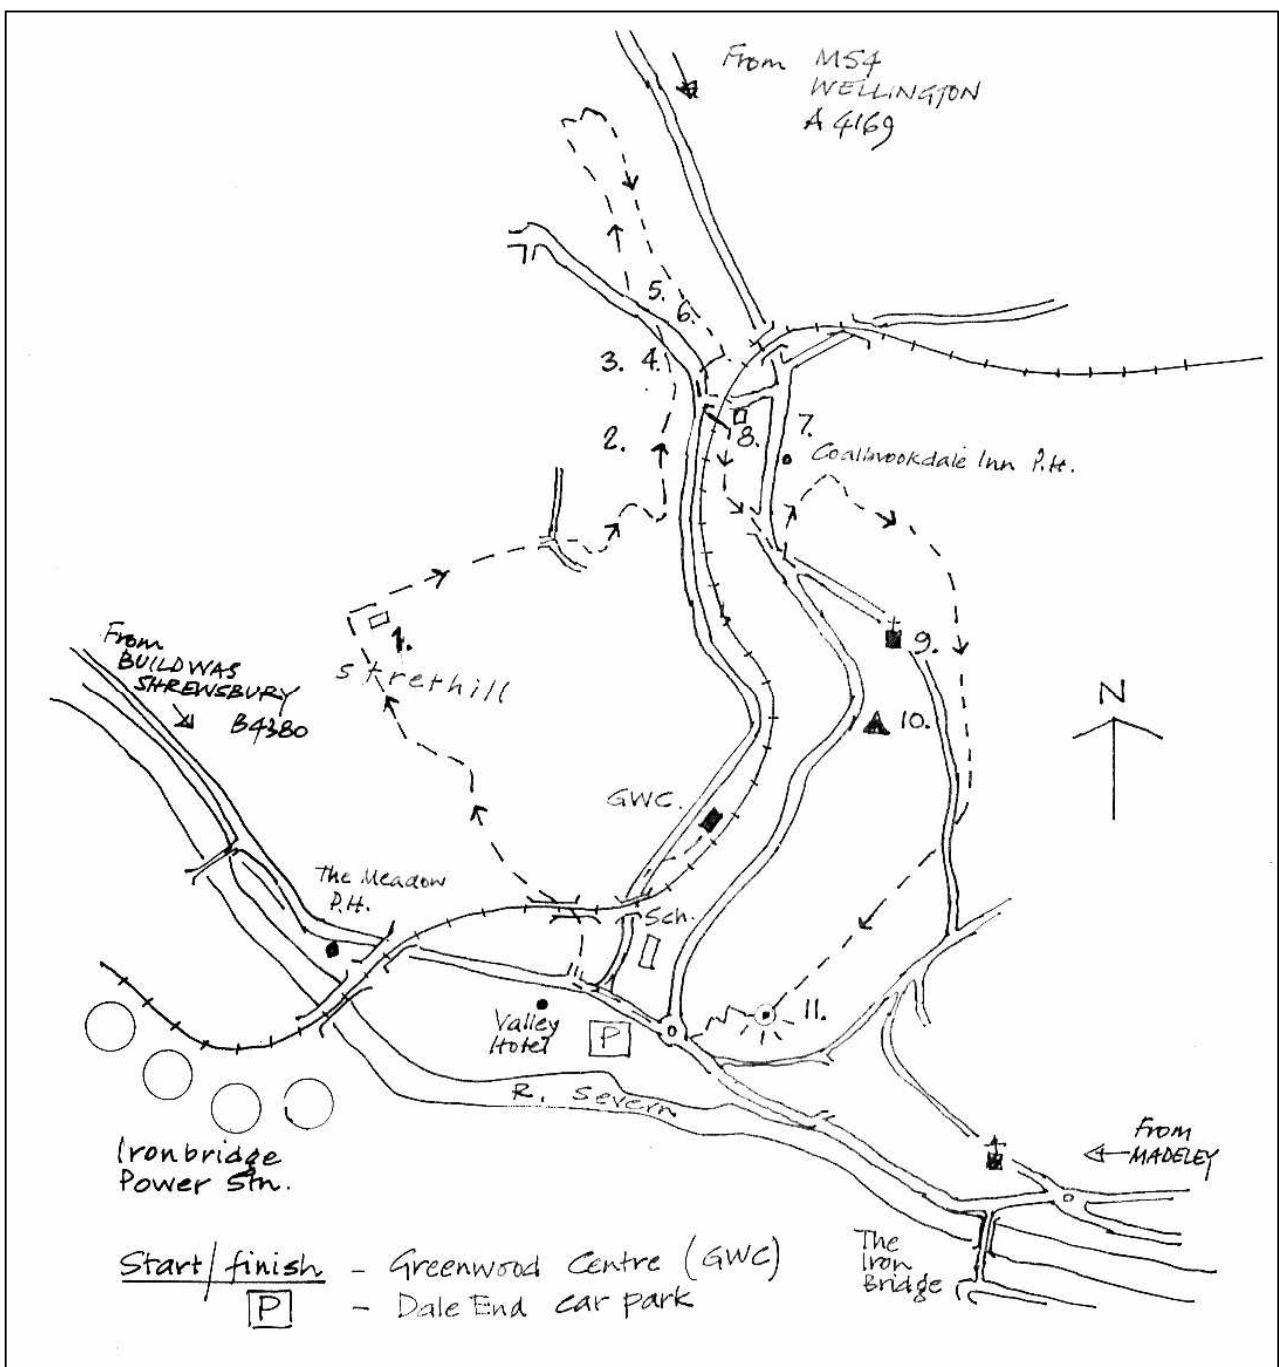 From M54
WELLINGTON
A 4169
5.
6.
3. 4.
2.
7.
8.
Coalbrookdale Inn P.H.
1.
Strethill
From
BUILDWAS
SHREWSBURY
B4380
9.
10.
N
GWC.
The Meadow
P.H.
Sch.
11.
Valley
Hotel
P
R. Severn
Ironbridge
Power Stn.
From
MADELEY
The
Iron
Bridge
Start/finish - Greenwood Centre (GWC)
P - Dale End car park